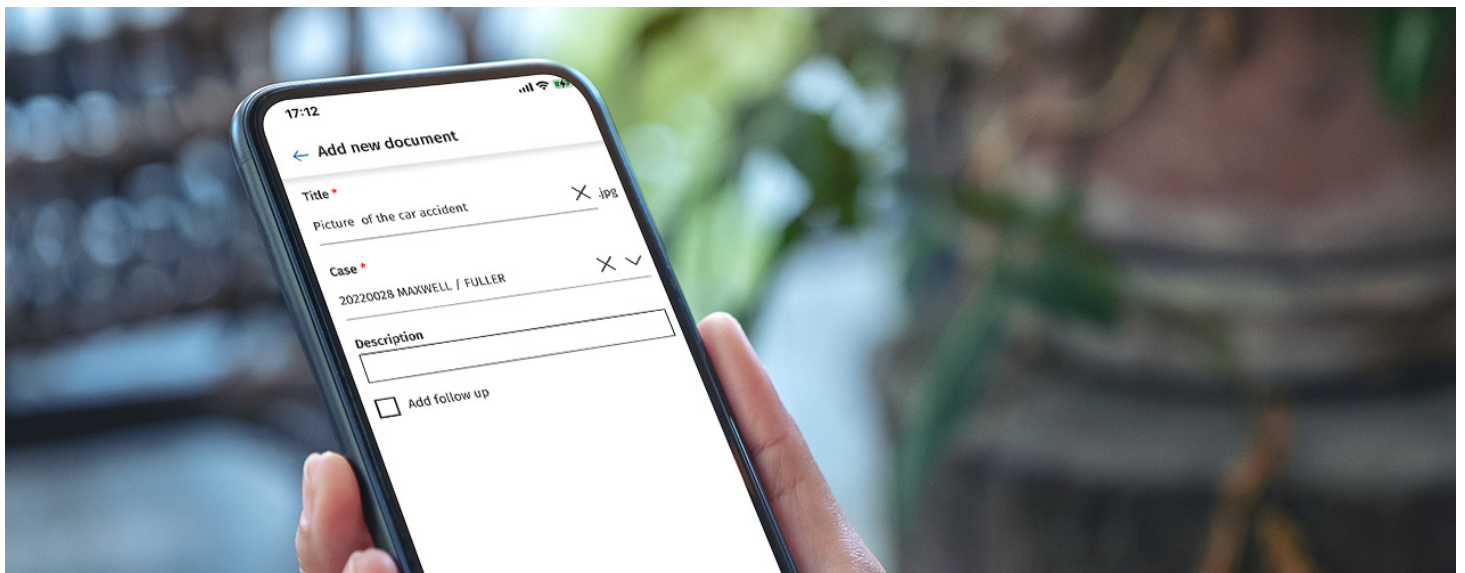 17:12
← Add new document
Title *
Picture of the car accident
.jpg
Case *
20220028 MAXWELL / FULLER
Description
Add follow up